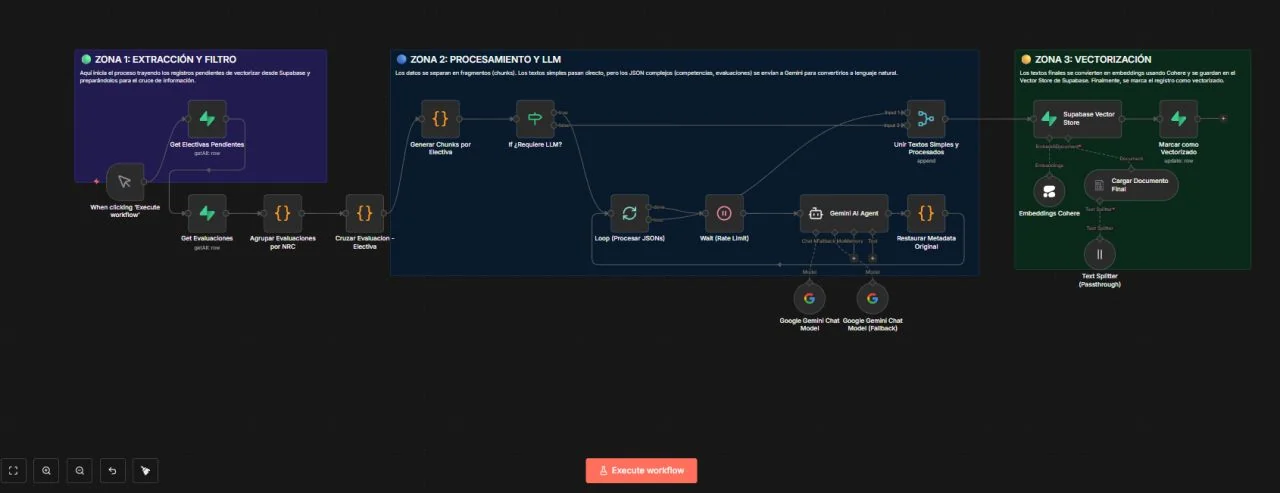 ZONA 1: EXTRACCIÓN Y FILTRO
Aquí inicia el proceso trayendo los registros pendientes de vectorizar desde Supabase y
preparándolos para el cruce de información.
Get Electivas Pendientes
getAll: row
When clicking 'Execute
workflow'
Get Evaluaciones
getAll: row
Agrupar Evaluaciones
por NRC
Cruzar Evaluacion –
Electiva
ZONA 2: PROCESAMIENTO Y LLM
Los datos se separan en fragmentos (chunks). Los textos simples pasan directo, pero los JSON complejos (competencias, evaluaciones) se envían a Gemini para convertirlos a lenguaje natural.
Generar Chunks por
Electiva
If ¿Requiere LLM?
true
false
Input 1
Input 2
Unir Textos Simples y
Procesados
append
Loop (Procesar JSONs)
done
loop
Wait (Rate Limit)
Gemini AI Agent
Memory
Tool
Restaurar Metadata
Original
Model
Model
Google Gemini Chat
Model
Google Gemini Chat
Model (Fallback)
ZONA 3: VECTORIZACIÓN
Los textos finales se convierten en embeddings usando Cohere y se guardan en el
Vector Store de Supabase. Finalmente, se marca el registro como vectorizado.
Supabase Vector
Store
Marcar como
Vectorizado
update: row
Embeddings
Document
Embeddings Cohere
Cargar Documento
Final
Text Splitter*
Text Splitter
Text Splitter
(Passthrough)
Execute workflow